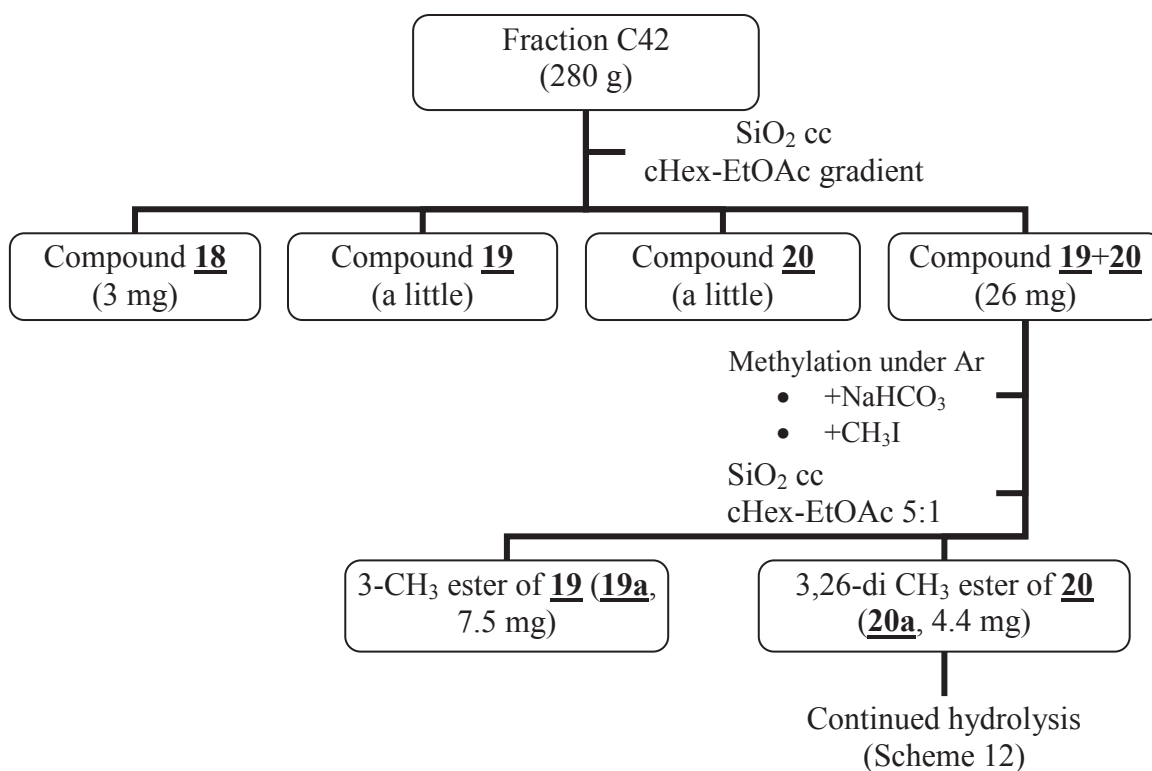 Fraction C42
(280 g)
SiO₂ cc
cHex-EtOAc gradient
Compound 18
(3 mg)
Compound 19
(a little)
Compound 20
(a little)
Compound 19+20
(26 mg)
Methylation under Ar
• +NaHCO₃
• +CH₃I
SiO₂ cc
cHex-EtOAc 5:1
3-CH₃ ester of 19 (19a,
7.5 mg)
3,26-di CH₃ ester of 20
(20a, 4.4 mg)
Continued hydrolysis
(Scheme 12)